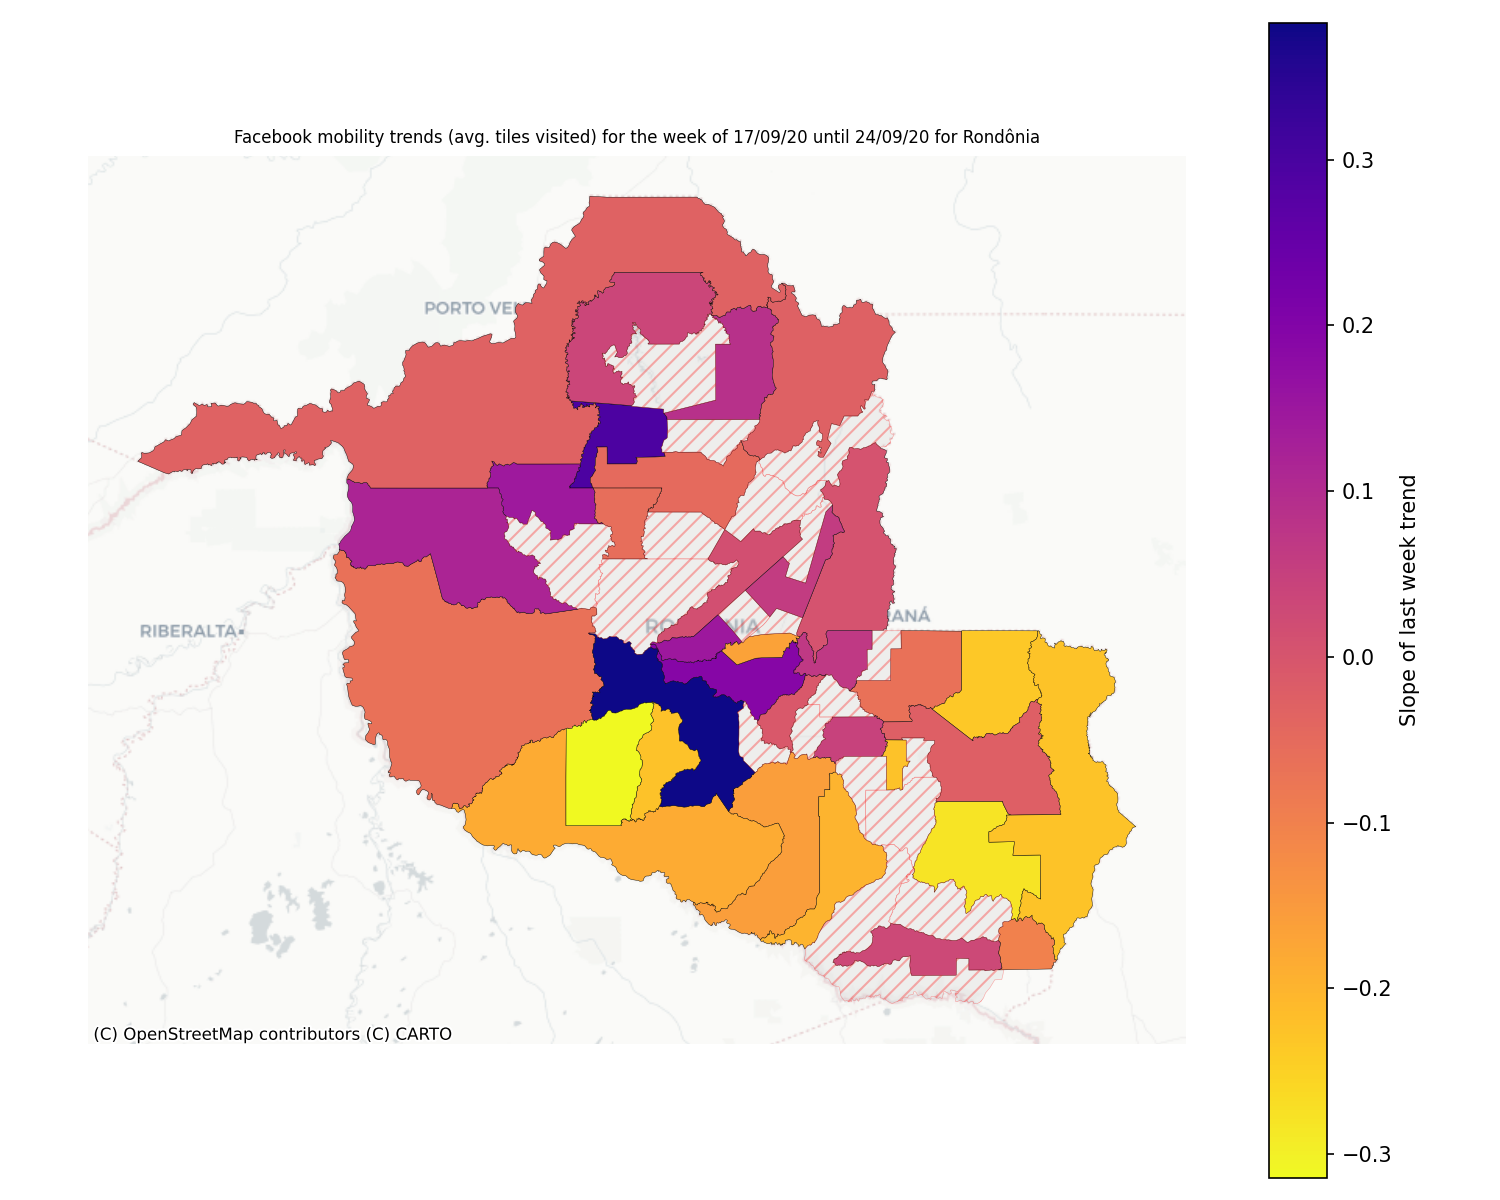 Facebook mobility trends (avg. tiles visited) for the week of 17/09/20 until 24/09/20 for Rondônia
0.3
0.2
0.1
0.0
−0.1
−0.2
−0.3
Slope of last week trend
PORTO VE
RIBERALTA
ANÁ
(C) OpenStreetMap contributors (C) CARTO